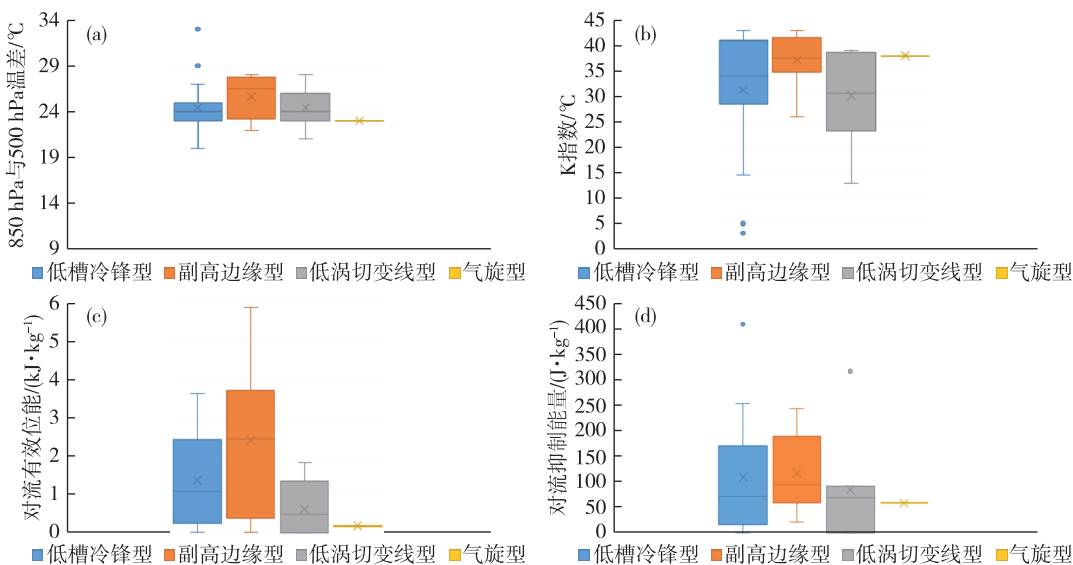 (a)
850 hPa与500 hPa温差/℃
34
29
24
19
14
9
低槽冷锋型 副高边缘型 低涡切变线型 气旋型
(b)
K指数/℃
45
40
35
30
25
20
15
10
5
0
低槽冷锋型 副高边缘型 低涡切变线型 气旋型
(c)
对流有效位能/(kJ·kg⁻¹)
6
5
4
3
2
1
0
低槽冷锋型 副高边缘型 低涡切变线型 气旋型
(d)
对流抑制能量/(J·kg⁻¹)
450
400
350
300
250
200
150
100
50
0
低槽冷锋型 副高边缘型 低涡切变线型 气旋型